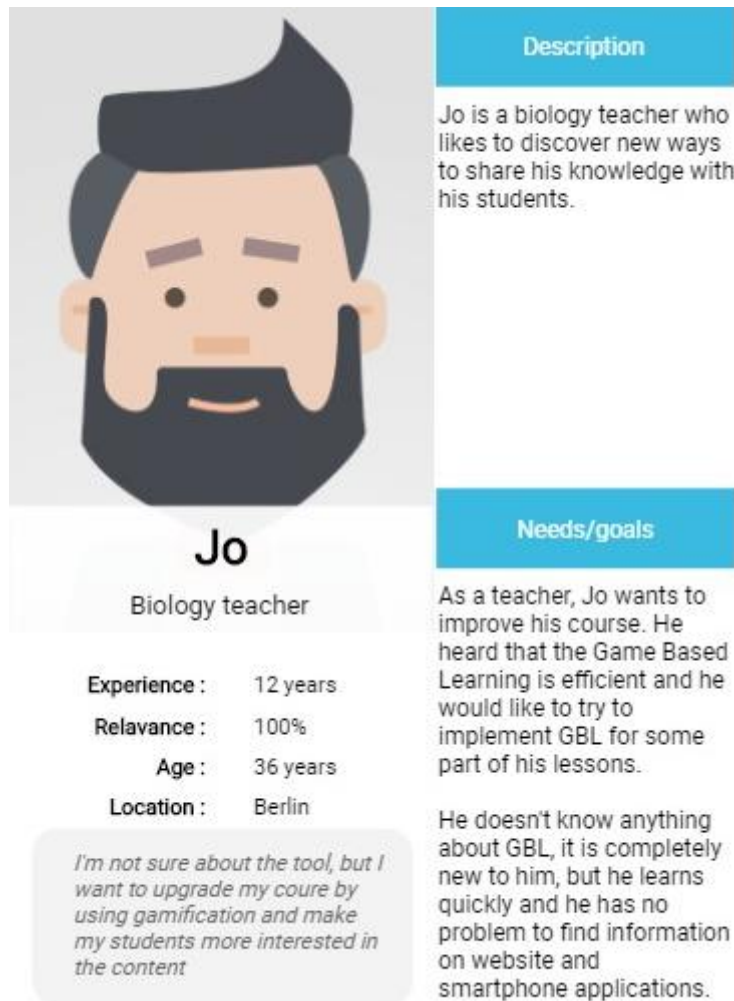 Jo
Biology teacher
Experience : 12 years
Relavance : 100%
Age : 36 years
Location : Berlin
I'm not sure about the tool, but I
want to upgrade my coure by
using gamification and make
my students more interested in
the content
Description
Jo is a biology teacher who
likes to discover new ways
to share his knowledge with
his students.
Needs/goals
As a teacher, Jo wants to
improve his course. He
heard that the Game Based
Learning is efficient and he
would like to try to
implement GBL for some
part of his lessons.
He doesn't know anything
about GBL, it is completely
new to him, but he learns
quickly and he has no
problem to find information
on website and
smartphone applications.